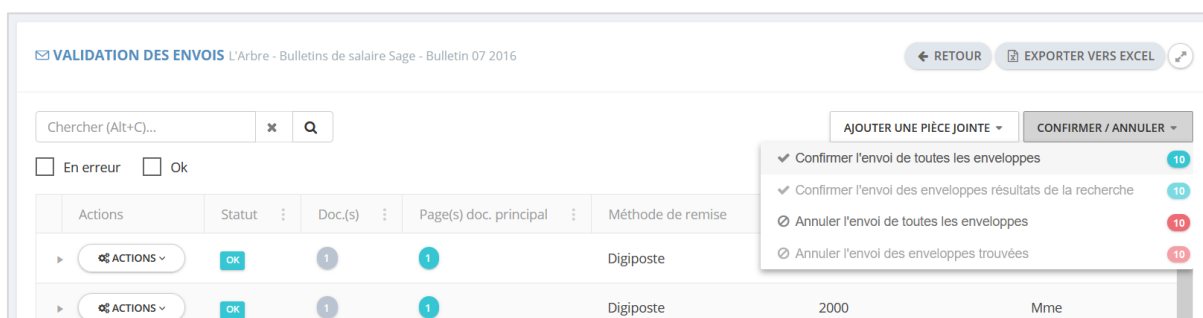 VALIDATION DES ENVOIS L'Arbre - Bulletins de salaire Sage - Bulletin 07 2016
RETOUR
EXPORTER VERS EXCEL
Chercher (Alt+C)...
AJOUTER UNE PIÈCE JOINTE
CONFIRMER / ANNULER
En erreur
Ok
Confirmer l'envoi de toutes les enveloppes 10
Confirmer l'envoi des enveloppes résultats de la recherche 10
Annuler l'envoi de toutes les enveloppes 10
Annuler l'envoi des enveloppes trouvées 10
Actions Statut Doc.(s) Page(s) doc. principal Méthode de remise
ACTIONS OK 1 1 Digiposte
ACTIONS OK 1 1 Digiposte 2000 Mme